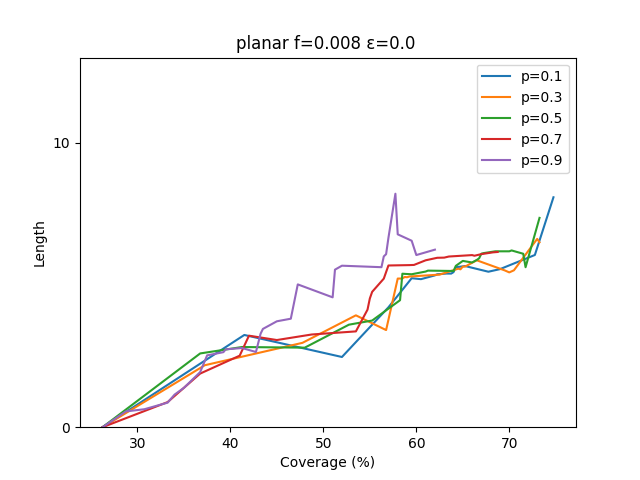 planar f=0.008 ε=0.0
p=0.1
p=0.3
p=0.5
p=0.7
p=0.9
10
0
Length
30 40 50 60 70
Coverage (%)